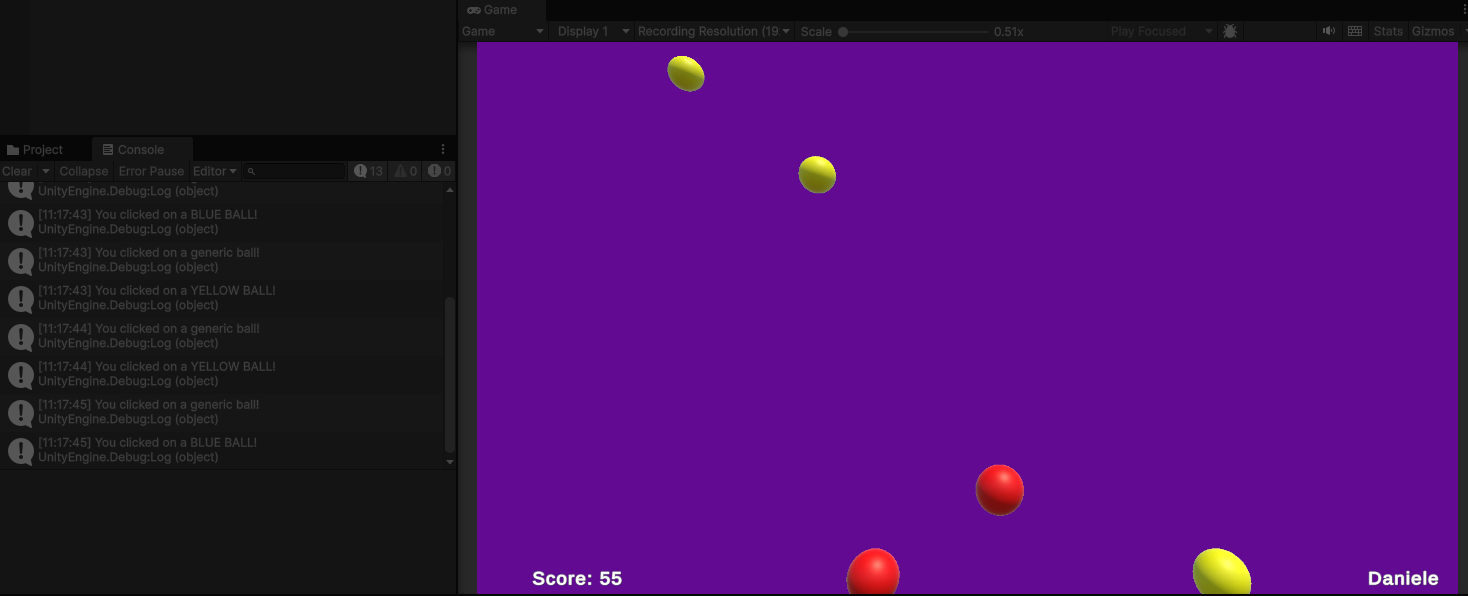 Game
Game Display 1 Recording Resolution (19 Scale 0.51x Play Focused Stats Gizmos
Project Console
Clear Collapse Error Pause Editor 13 0 0
UnityEngine.Debug:Log (object)
[11:17:43] You clicked on a BLUE BALL!
UnityEngine.Debug:Log (object)
[11:17:43] You clicked on a generic ball!
UnityEngine.Debug:Log (object)
[11:17:43] You clicked on a YELLOW BALL!
UnityEngine.Debug:Log (object)
[11:17:44] You clicked on a generic ball!
UnityEngine.Debug:Log (object)
[11:17:44] You clicked on a YELLOW BALL!
UnityEngine.Debug:Log (object)
[11:17:45] You clicked on a generic ball!
UnityEngine.Debug:Log (object)
[11:17:45] You clicked on a BLUE BALL!
UnityEngine.Debug:Log (object)
Score: 55
Daniele